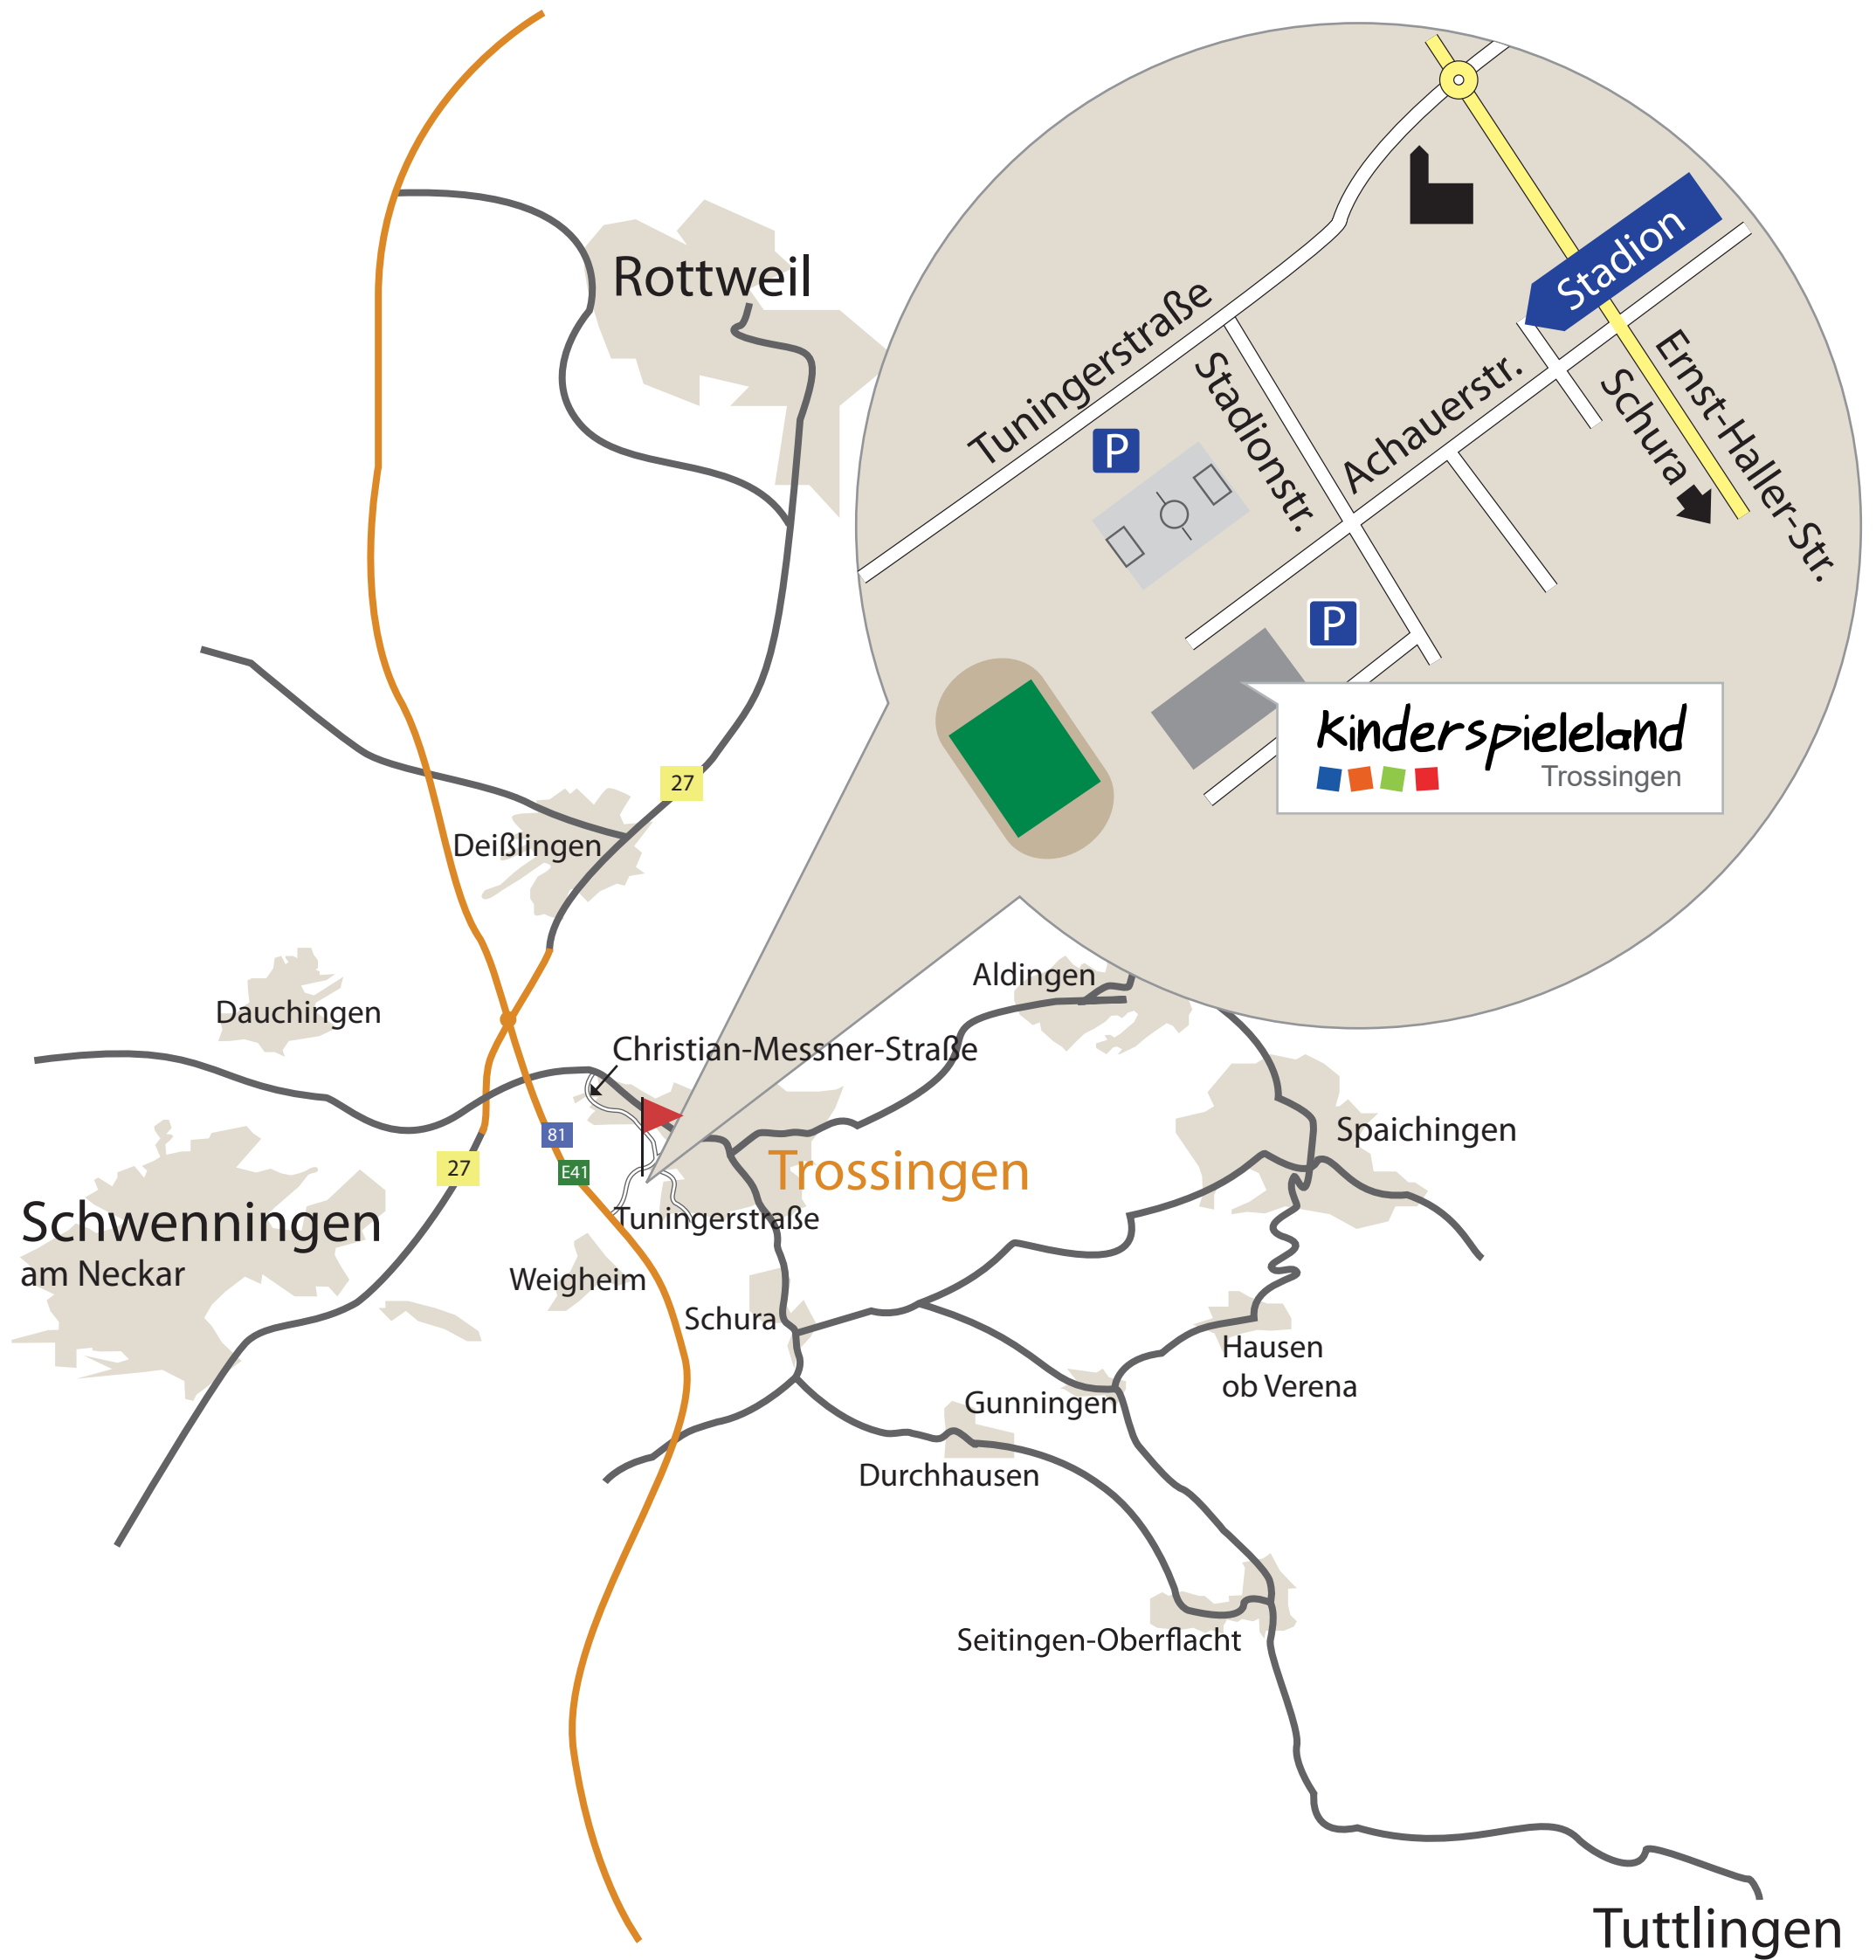 Rottweil
Stadion
Tuningerstraße
Stadionstr.
Achauerstr.
Schura
Ernst-Haller-Str.
P
P
Kinderspieleland
Trossingen
27
Deißlingen
Aldingen
Dauchingen
Christian-Messner-Straße
Spaichingen
81
E41
27
Trossingen
Tuningerstraße
Schwenningen
am Neckar
Weigheim
Schura
Hausen
ob Verena
Gunningen
Durchhausen
Seitingen-Oberflacht
Tuttlingen